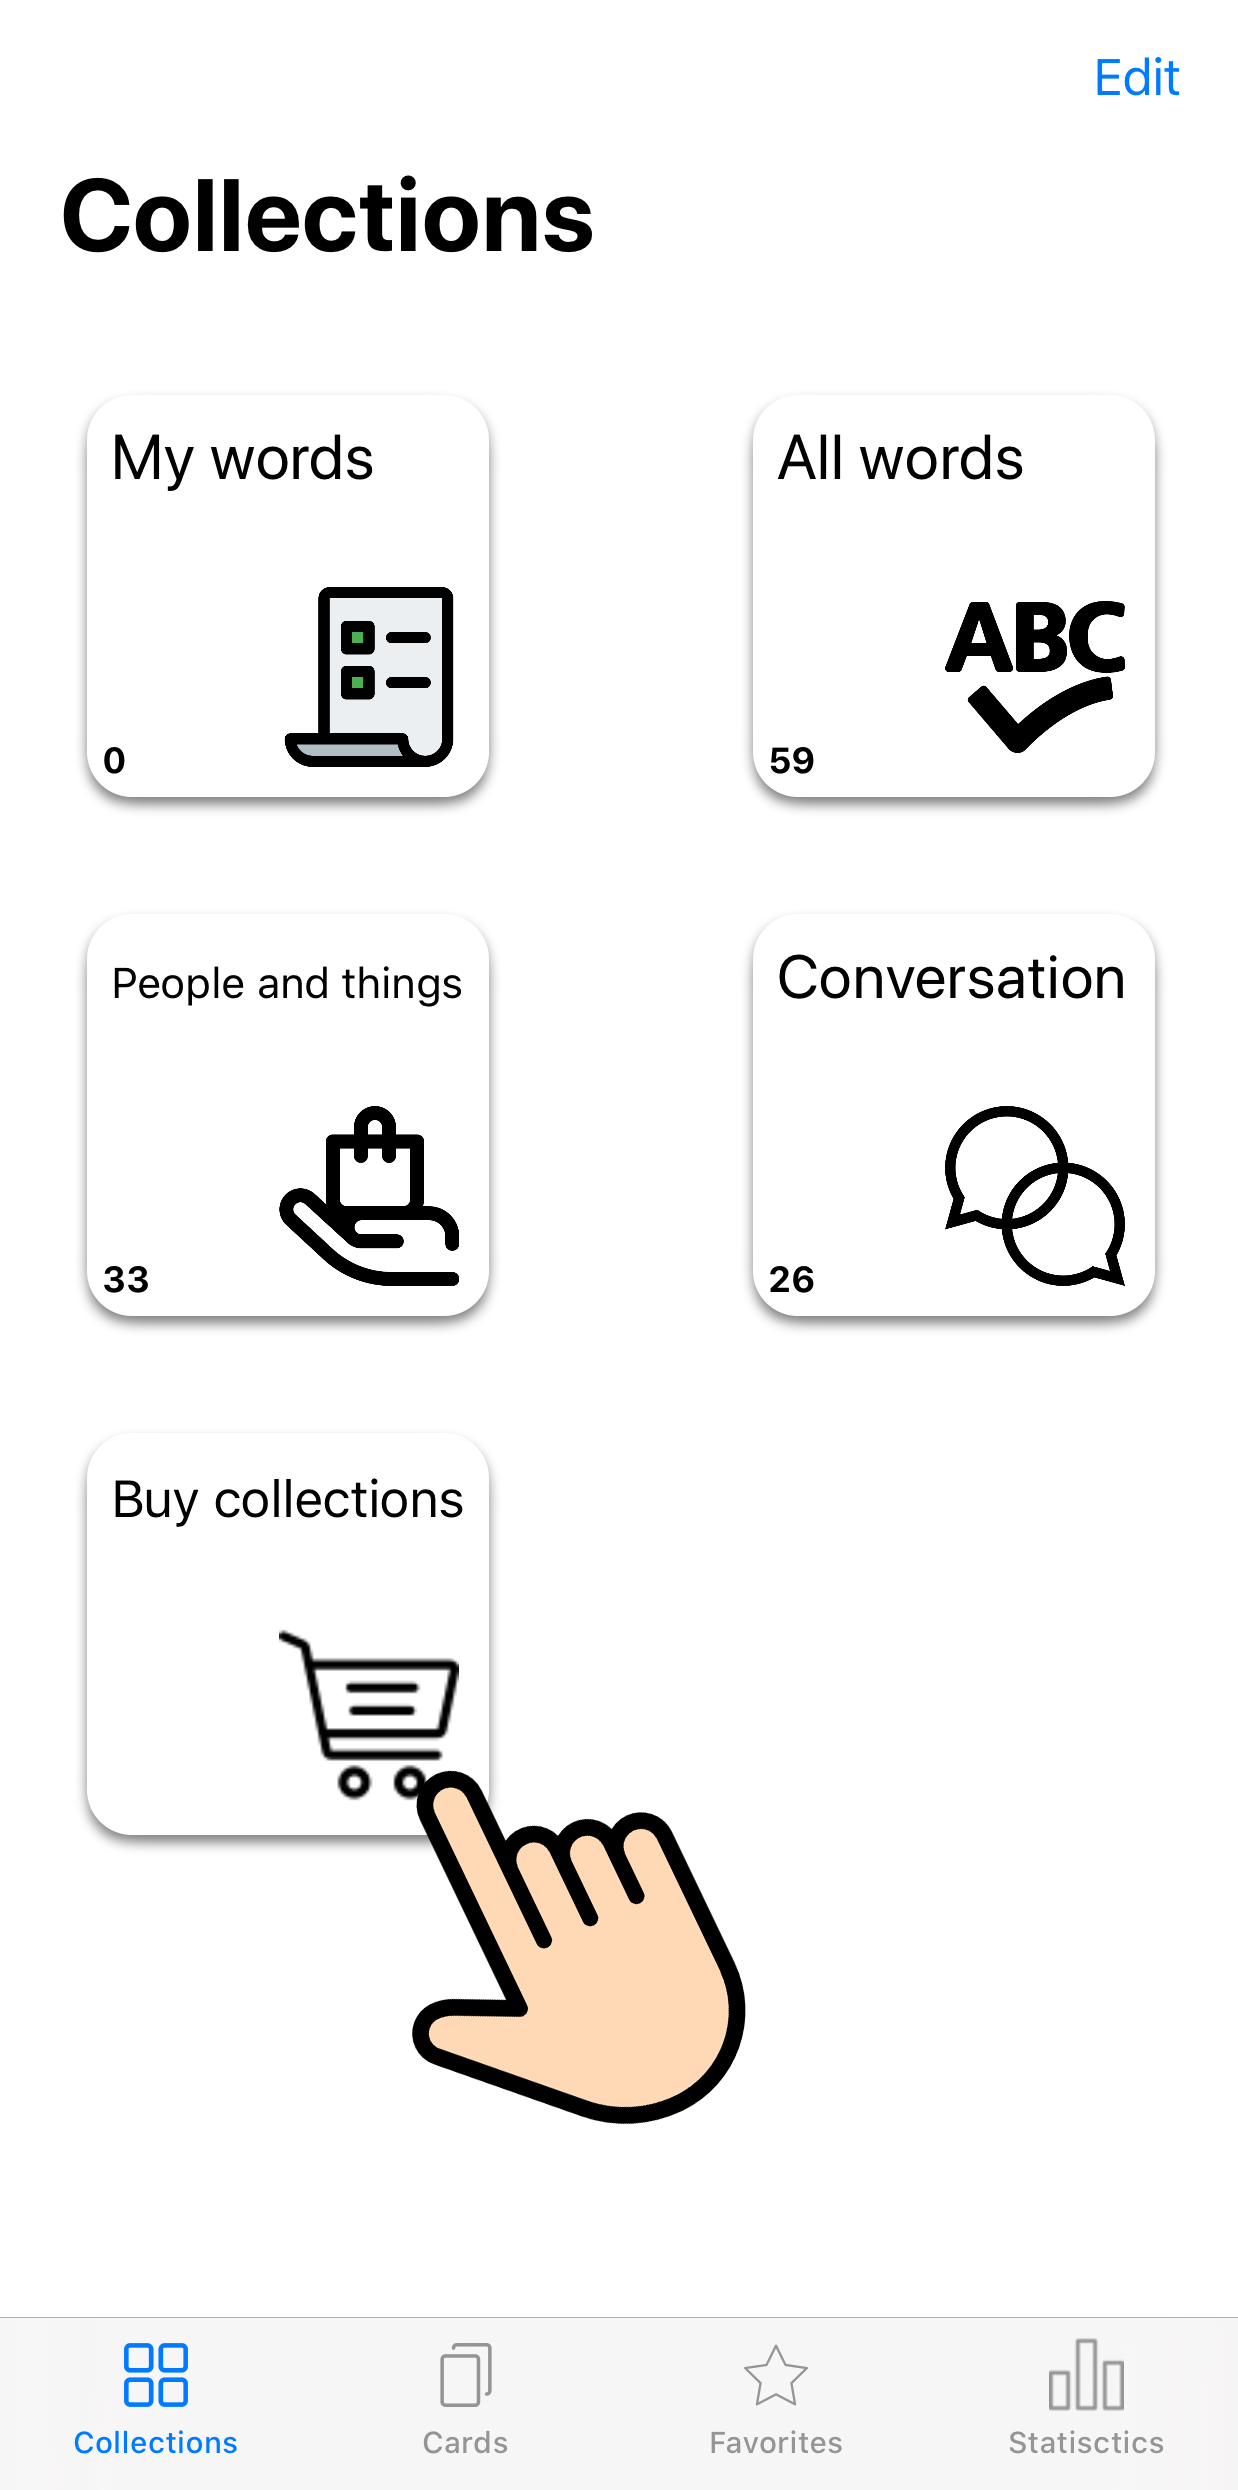 Edit
Collections
My words
0
All words
ABC
59
People and things
33
Conversation
26
Buy collections
Collections
Cards
Favorites
Statisctics